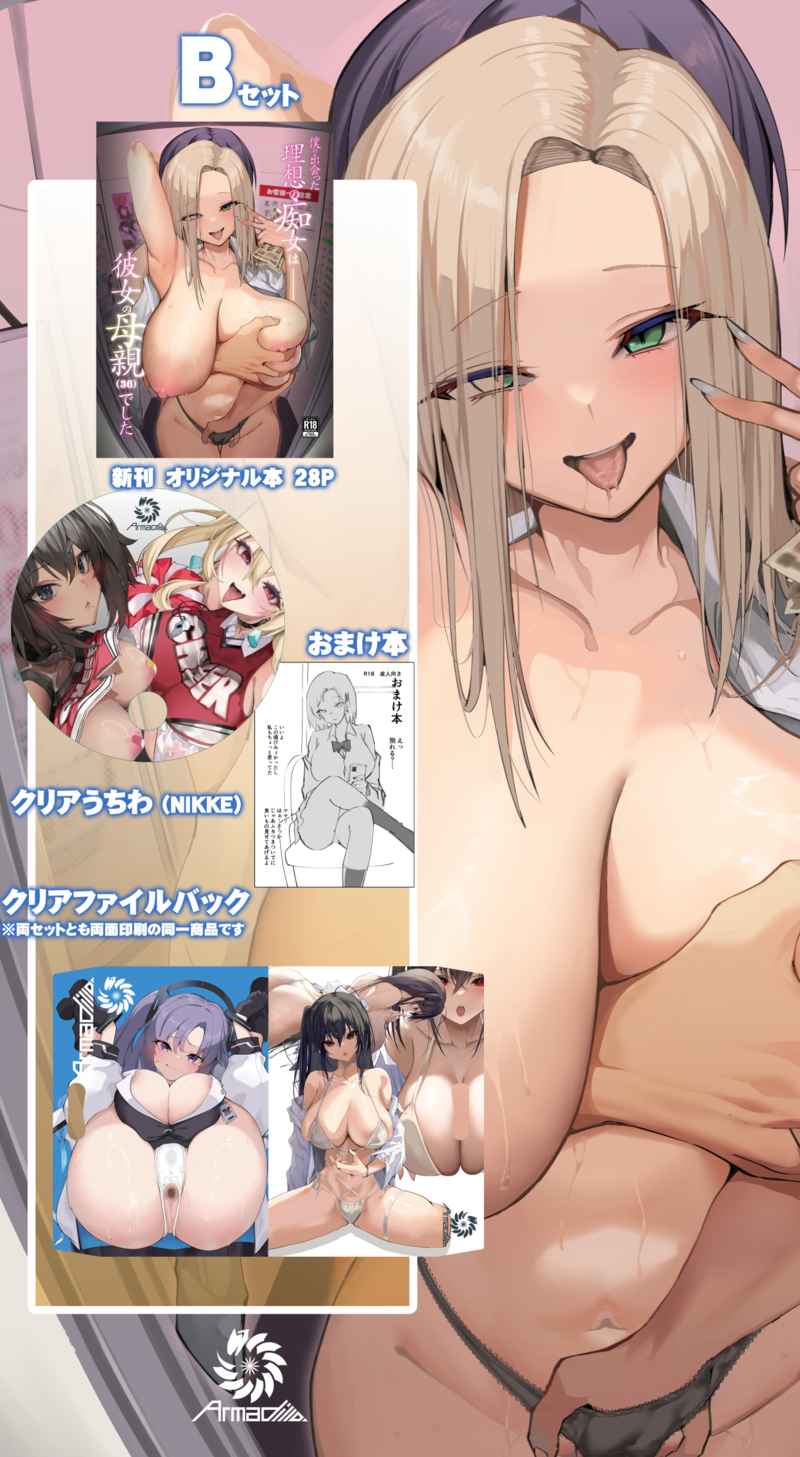 Bセット
僕が出会った
理想の痴女は
彼女の母親(36)でした
R18
新刊 オリジナル本 28P
Armadillo
おまけ本
R18 成人向き
おまけ本
えっ
クリアうちわ (NIKKE)
クリアファイルバック
※両セットとも両面印刷の同一商品です
Armadillo
Armadillo